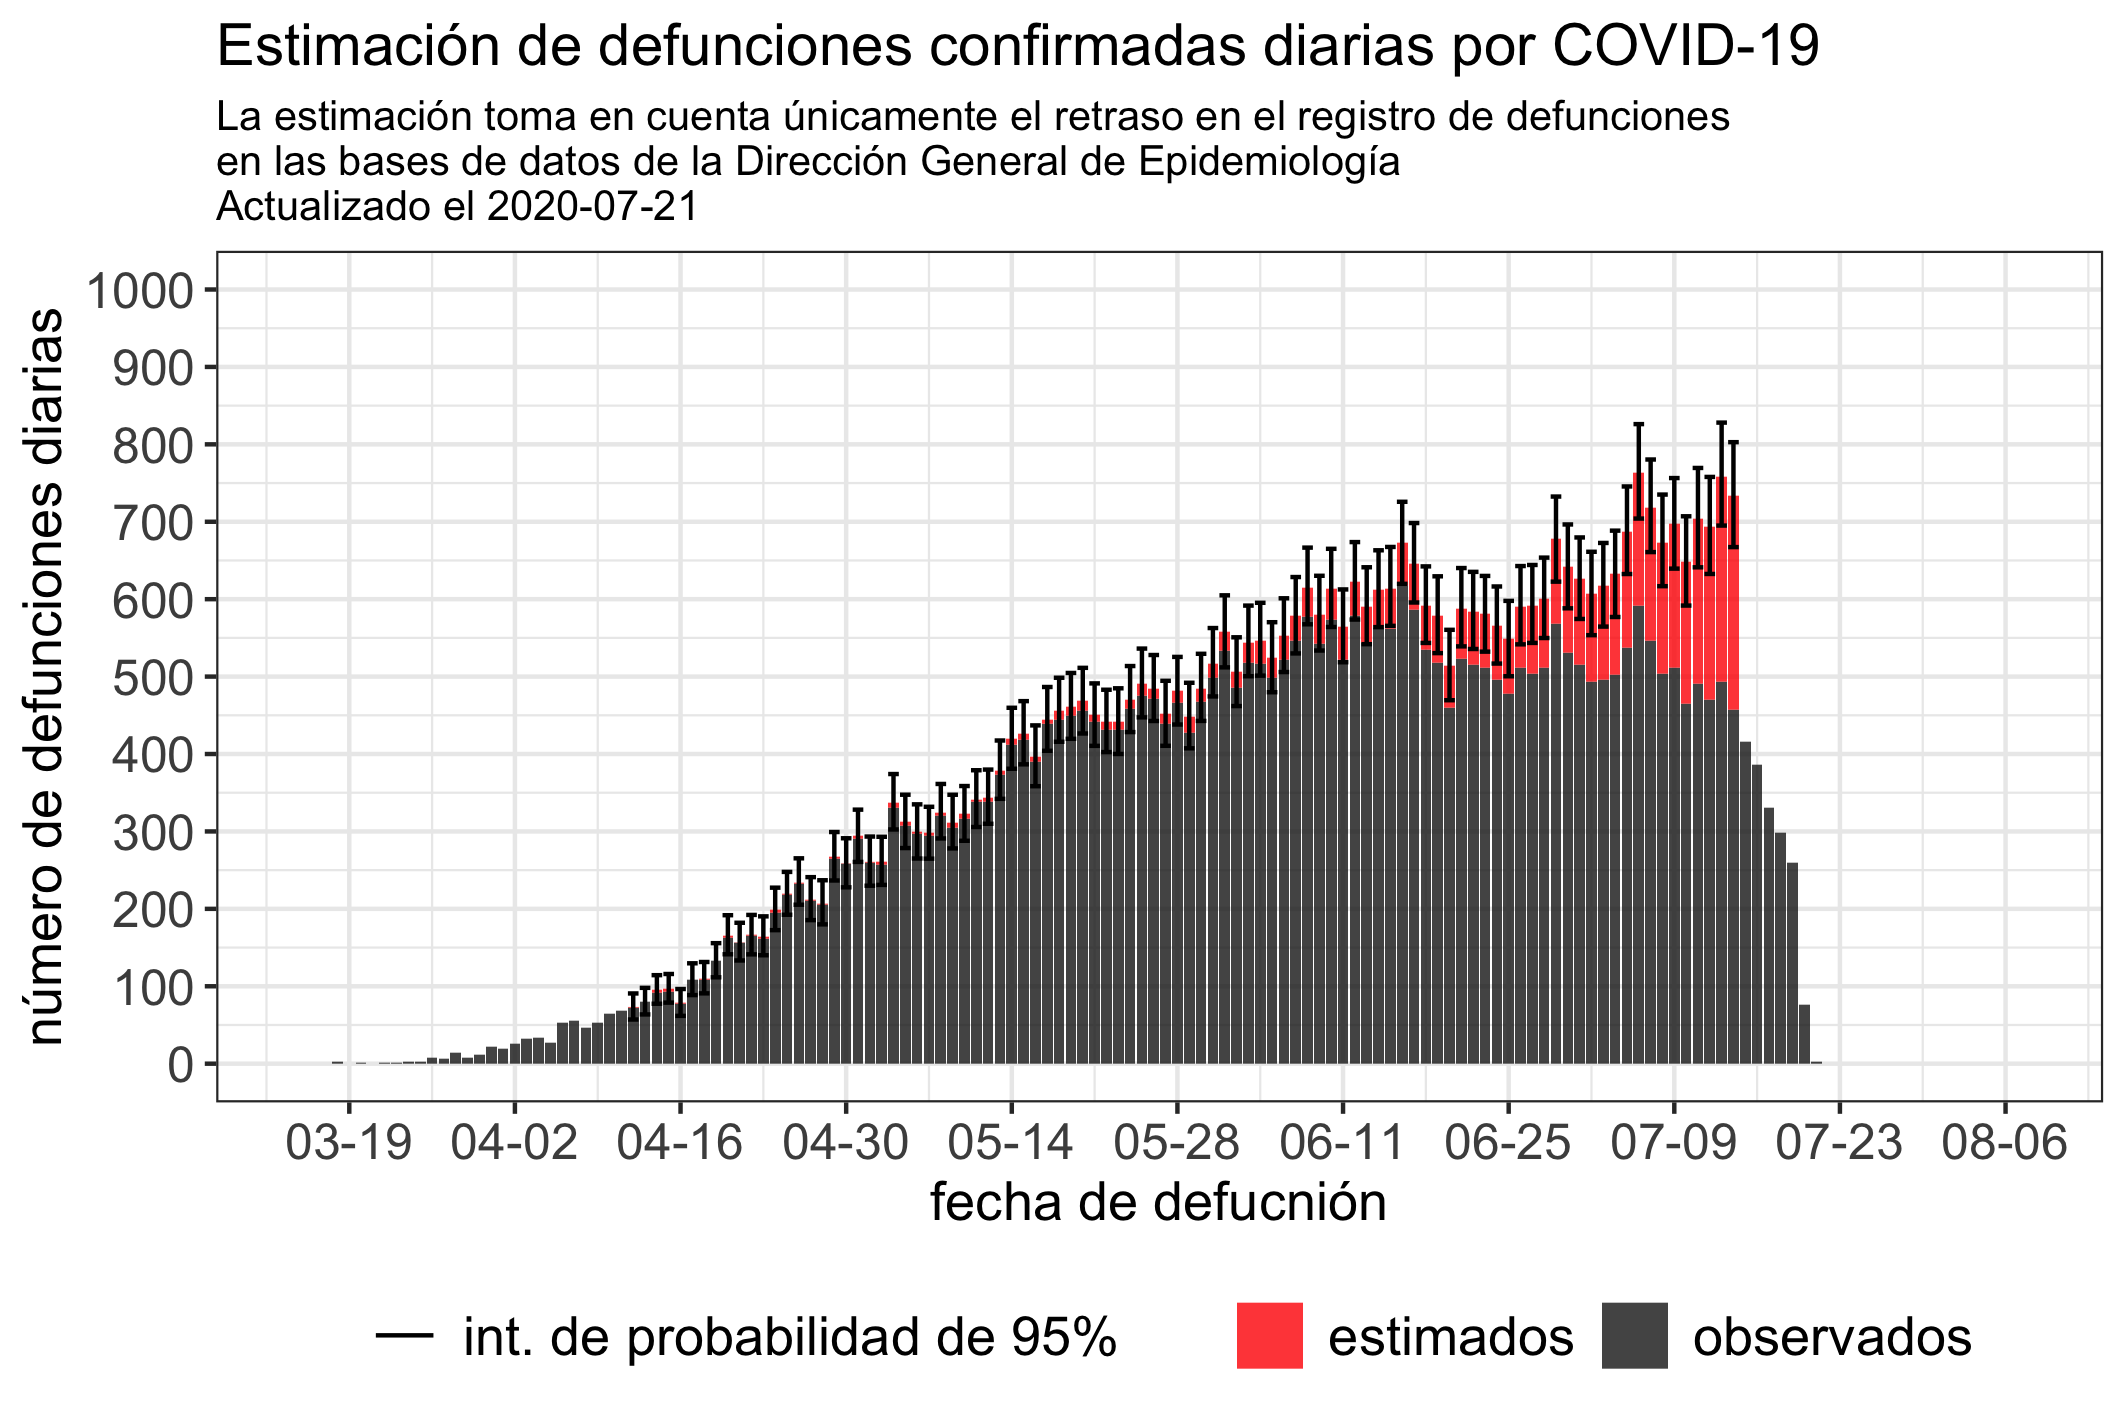 Estimación de defunciones confirmadas diarias por COVID-19
La estimación toma en cuenta únicamente el retraso en el registro de defunciones
en las bases de datos de la Dirección General de Epidemiología
Actualizado el 2020-07-21
número de defunciones diarias
1000
900
800
700
600
500
400
300
200
100
0
03-19 04-02 04-16 04-30 05-14 05-28 06-11 06-25 07-09 07-23 08-06
fecha de defucnión
int. de probabilidad de 95% estimados observados